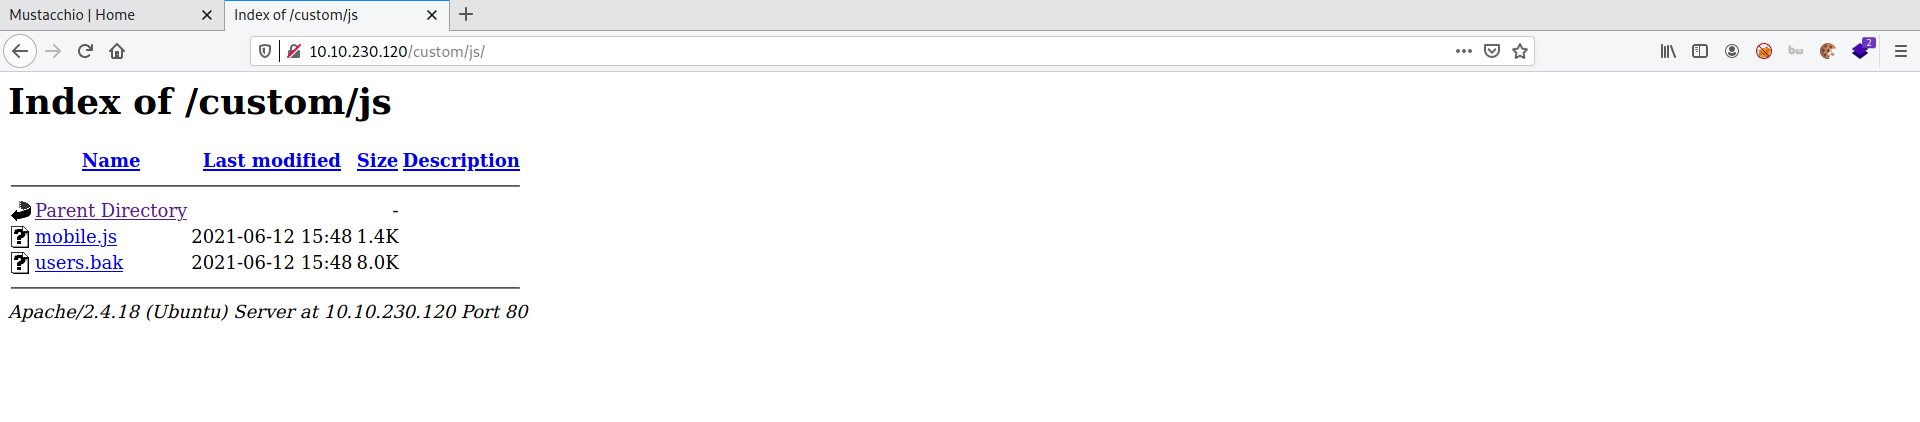 Mustacchio | Home
Index of /custom/js
10.10.230.120/custom/js/
2
Index of /custom/js
Name Last modified Size Description
Parent Directory -
mobile.js 2021-06-12 15:48 1.4K
users.bak 2021-06-12 15:48 8.0K
Apache/2.4.18 (Ubuntu) Server at 10.10.230.120 Port 80